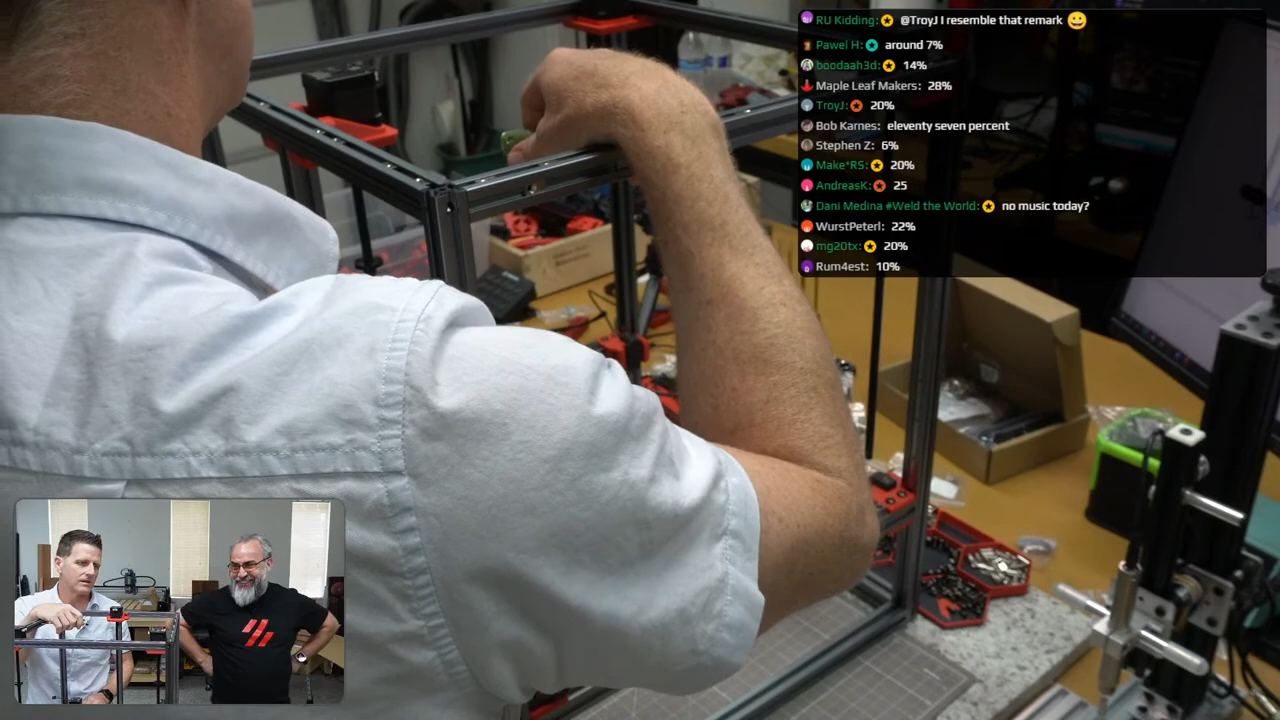 RU Kidding: @TroyJ I resemble that remark 😀
Pawel H: around 7%
boodaah3d: 14%
Maple Leaf Makers: 28%
TroyJ: 20%
Bob Karnes: eleventy seven percent
Stephen Z: 6%
Make*RS: 20%
AndreasK: 25
Dani Medina #Weld the World: no music today?
WurstPeterl: 22%
mg20tx: 20%
Rum4est: 10%